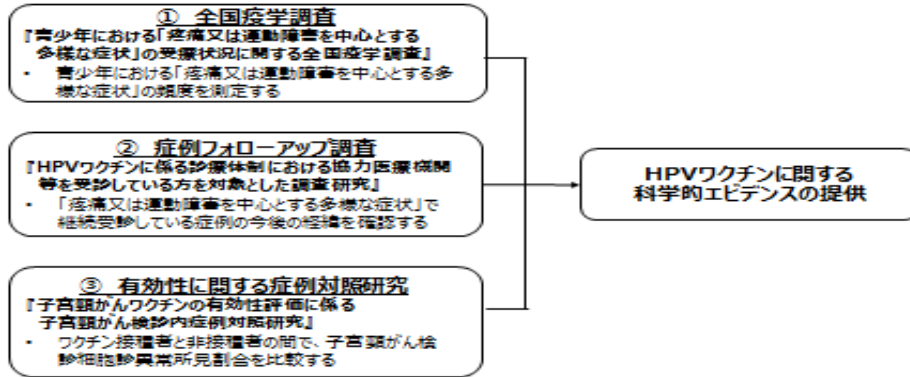 ① 全国疫学調査
『青少年における「疼痛又は運動障害を中心とする
多様な症状」の受療状況に関する全国疫学調査』
・ 青少年における「疼痛又は運動障害を中心とする多
様な症状」の頻度を測定する
② 症例フォローアップ調査
『HPVワクチンに係る診療体制における協力医療機関
等を受診している方を対象とした調査研究』
・ 「疼痛又は運動障害を中心とする多様な症状」で
継続受診している症例の今後の経緯を確認する
HPVワクチンに関する
科学的エビデンスの提供
③ 有効性に関する症例対照研究
『子宮頸がんワクチンの有効性評価に係る
子宮頸がん検診内症例対照研究』
・ ワクチン接種者と非接種者の間で、子宮頸がん検
診細胞診異常所見割合を比較する